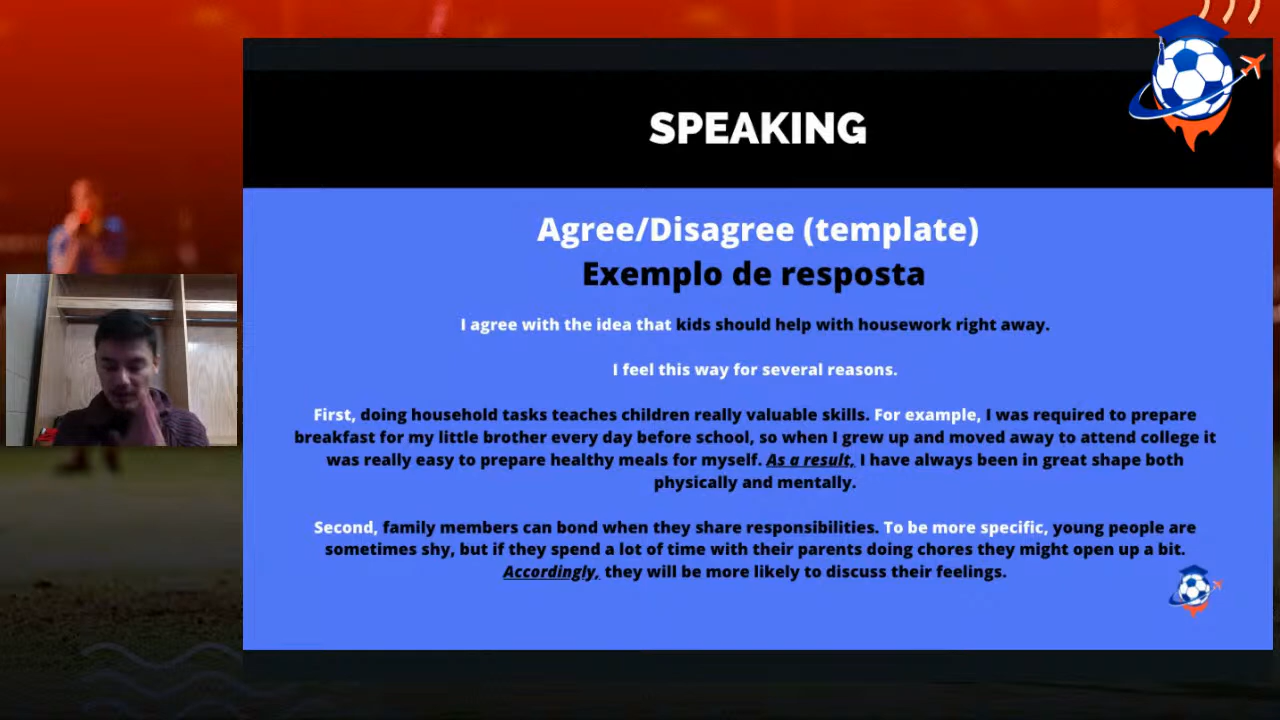 SPEAKING
Agree/Disagree (template)
Exemplo de resposta
I agree with the idea that kids should help with housework right away.
I feel this way for several reasons.
First, doing household tasks teaches children really valuable skills. For example, I was required to prepare
breakfast for my little brother every day before school, so when I grew up and moved away to attend college it
was really easy to prepare healthy meals for myself. As a result, I have always been in great shape both
physically and mentally.
Second, family members can bond when they share responsibilities. To be more specific, young people are
sometimes shy, but if they spend a lot of time with their parents doing chores they might open up a bit.
Accordingly, they will be more likely to discuss their feelings.